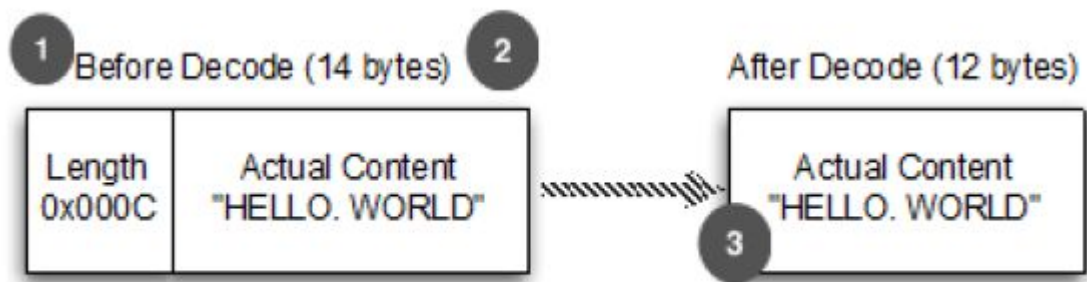 1 Before Decode (14 bytes) 2
After Decode (12 bytes)
Length
0x000C
Actual Content
"HELLO. WORLD"
Actual Content
"HELLO. WORLD"
3